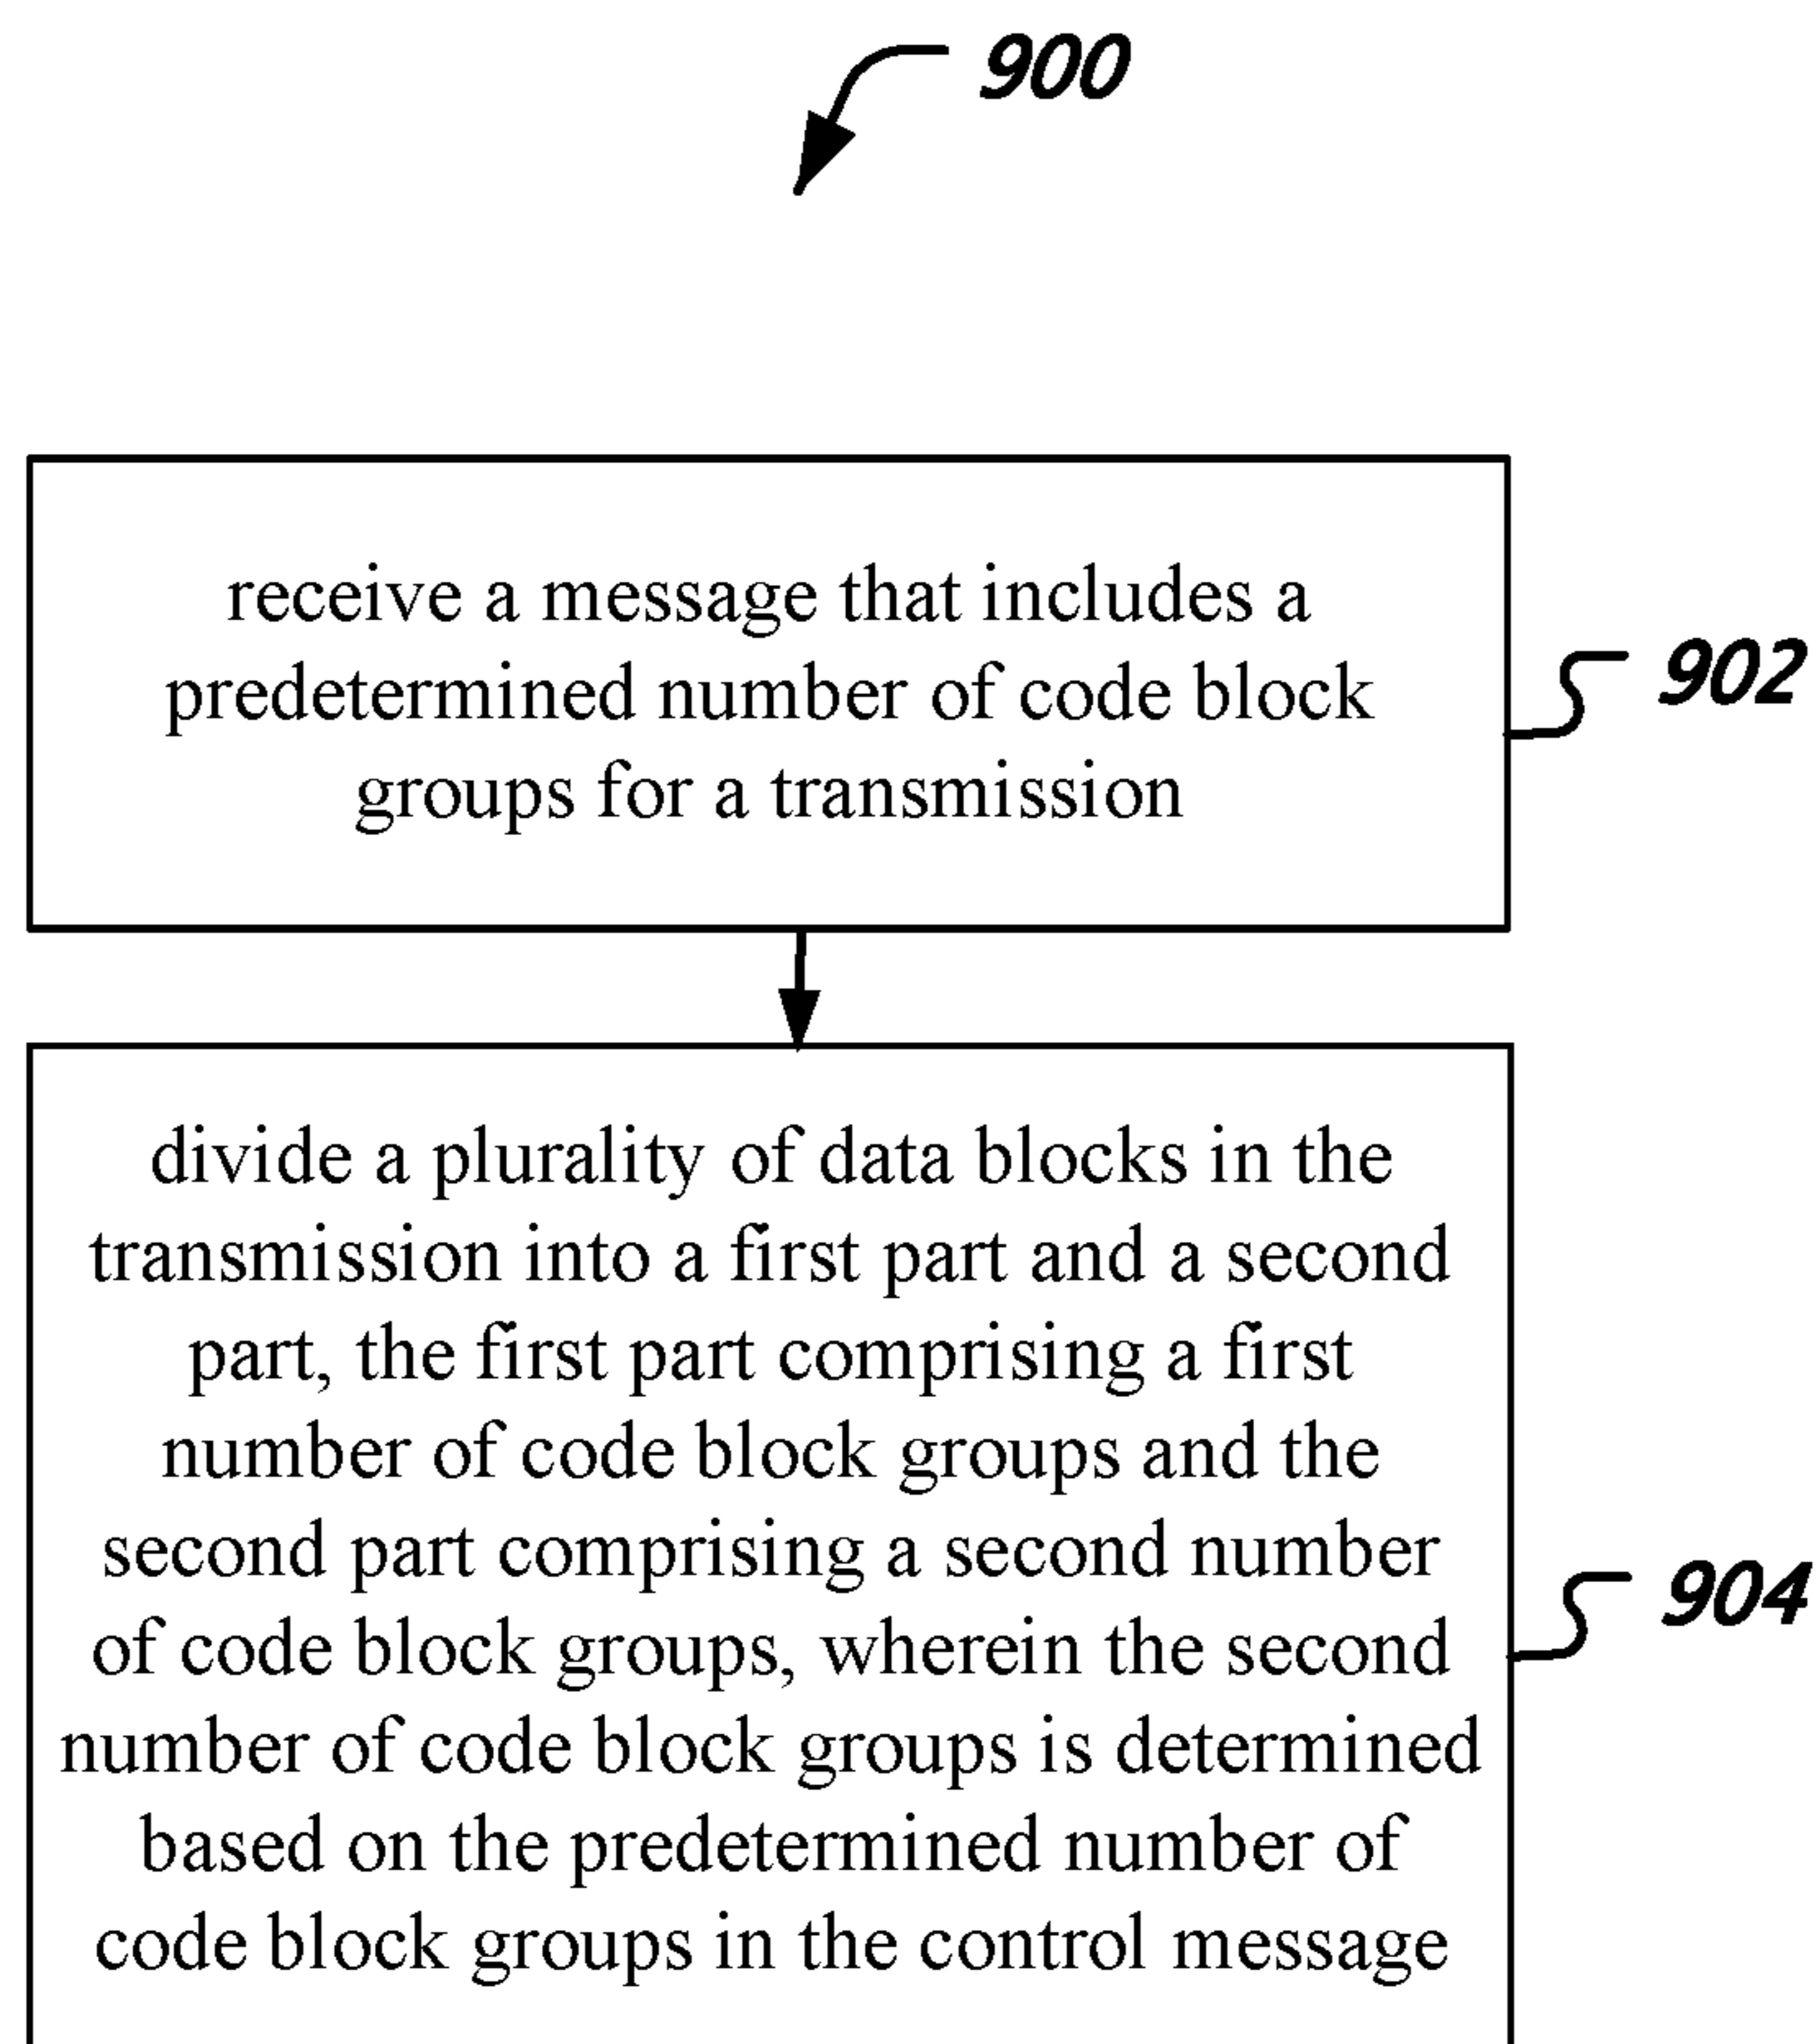 900
receive a message that includes a
predetermined number of code block
groups for a transmission
902
divide a plurality of data blocks in the
transmission into a first part and a second
part, the first part comprising a first
number of code block groups and the
second part comprising a second number
of code block groups, wherein the second
number of code block groups is determined
based on the predetermined number of
code block groups in the control message
904